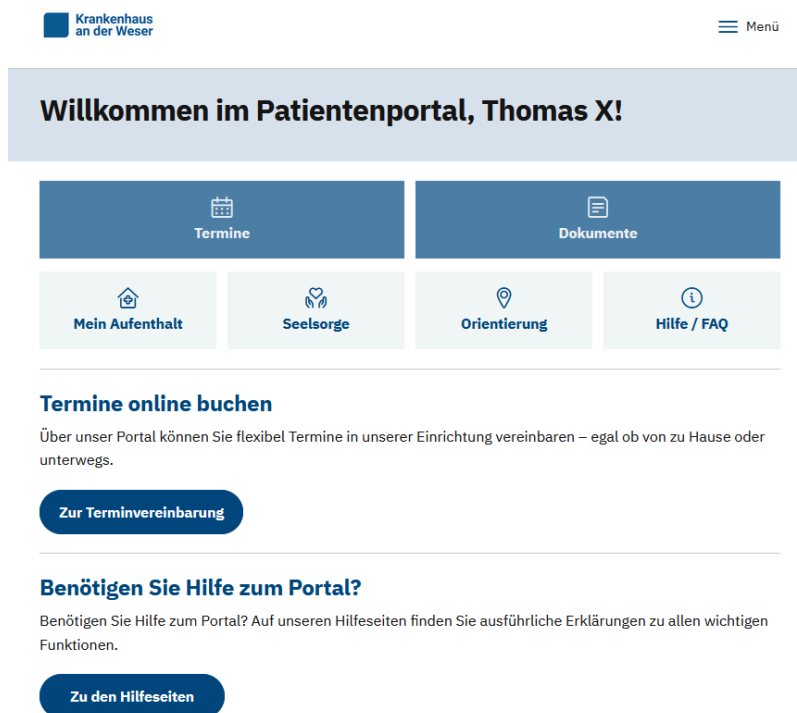 Krankenhaus
an der Weser
Menü
Willkommen im Patientenportal, Thomas X!
Termine
Dokumente
Mein Aufenthalt
Seelsorge
Orientierung
Hilfe / FAQ
Termine online buchen
Über unser Portal können Sie flexibel Termine in unserer Einrichtung vereinbaren – egal ob von zu Hause oder
unterwegs.
Zur Terminvereinbarung
Benötigen Sie Hilfe zum Portal?
Benötigen Sie Hilfe zum Portal? Auf unseren Hilfeseiten finden Sie ausführliche Erklärungen zu allen wichtigen
Funktionen.
Zu den Hilfeseiten